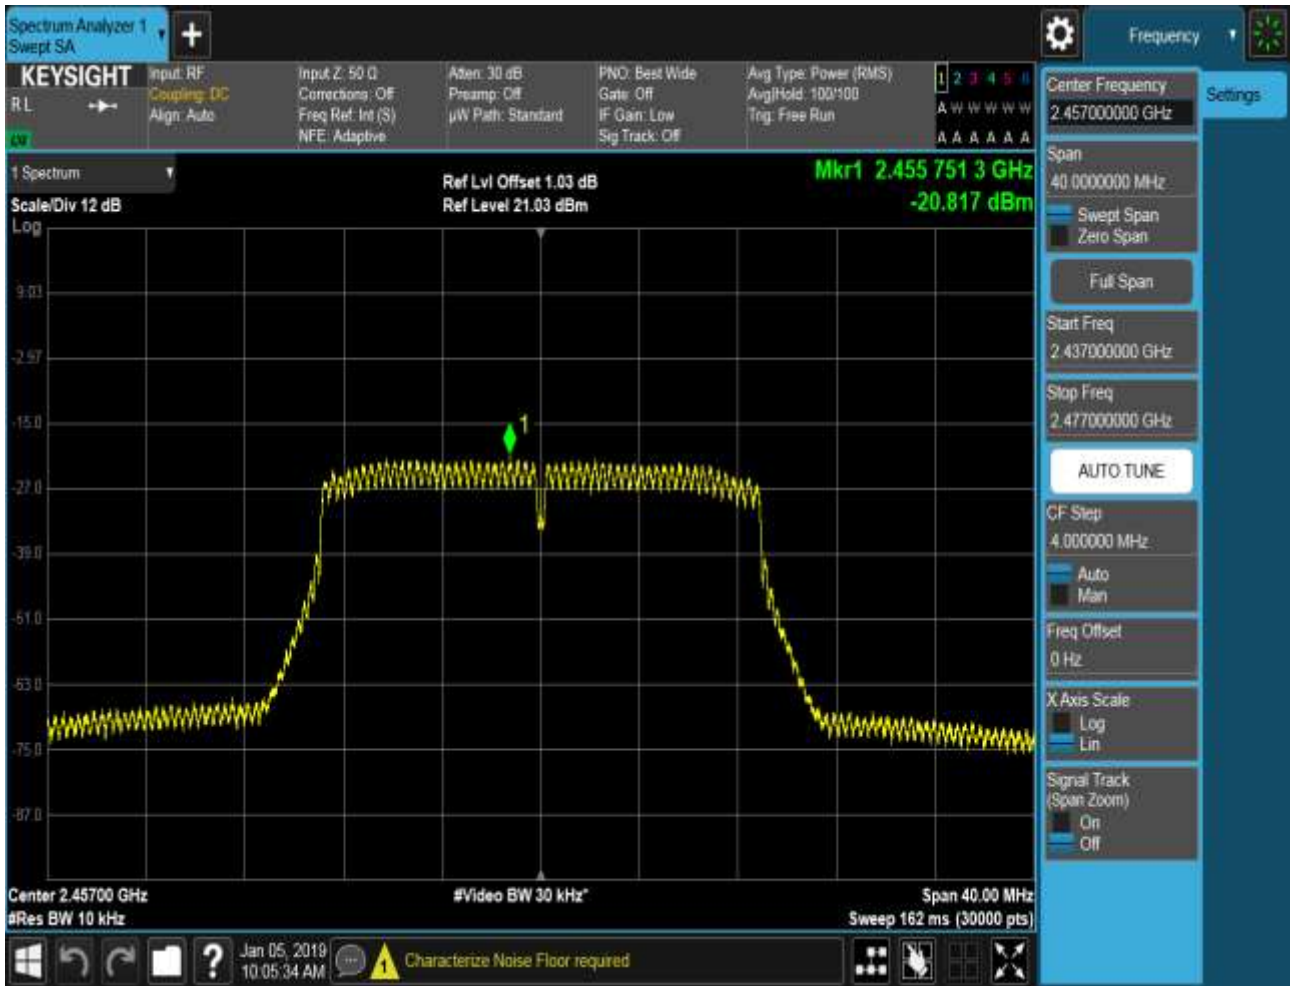 Spectrum Analyzer 1
Swept SA
+
Frequency
KEYSIGHT
R L
Input: RF
Coupling: DC
Align: Auto
Input Z: 50 Ω
Corrections: Off
Freq Ref: Int (S)
NFE: Adaptive
Atten: 30 dB
Preamp: Off
µW Path: Standard
PNO: Best Wide
Gate: Off
IF Gain: Low
Sig Track: Off
Avg Type: Power (RMS)
Avg|Hold: 100/100
Trig: Free Run
1 2 3 4 5 6
A W W W W W
A A A A A A
1 Spectrum
Scale/Div 12 dB
Log
Ref Lvl Offset 1.03 dB
Ref Level 21.03 dBm
Mkr1 2.455 751 3 GHz
-20.817 dBm
9.03
-2.97
-15.0
-27.0
-39.0
-51.0
-63.0
-75.0
-87.0
1
Center 2.45700 GHz
#Res BW 10 kHz
#Video BW 30 kHz*
Span 40.00 MHz
Sweep 162 ms (30000 pts)
Center Frequency
2.457000000 GHz
Settings
Span
40.0000000 MHz
Swept Span
Zero Span
Full Span
Start Freq
2.437000000 GHz
Stop Freq
2.477000000 GHz
AUTO TUNE
CF Step
4.000000 MHz
Auto
Man
Freq Offset
0 Hz
X Axis Scale
Log
Lin
Signal Track
(Span Zoom)
On
Off
?
Jan 05, 2019
10:05:34 AM
1
Characterize Noise Floor required